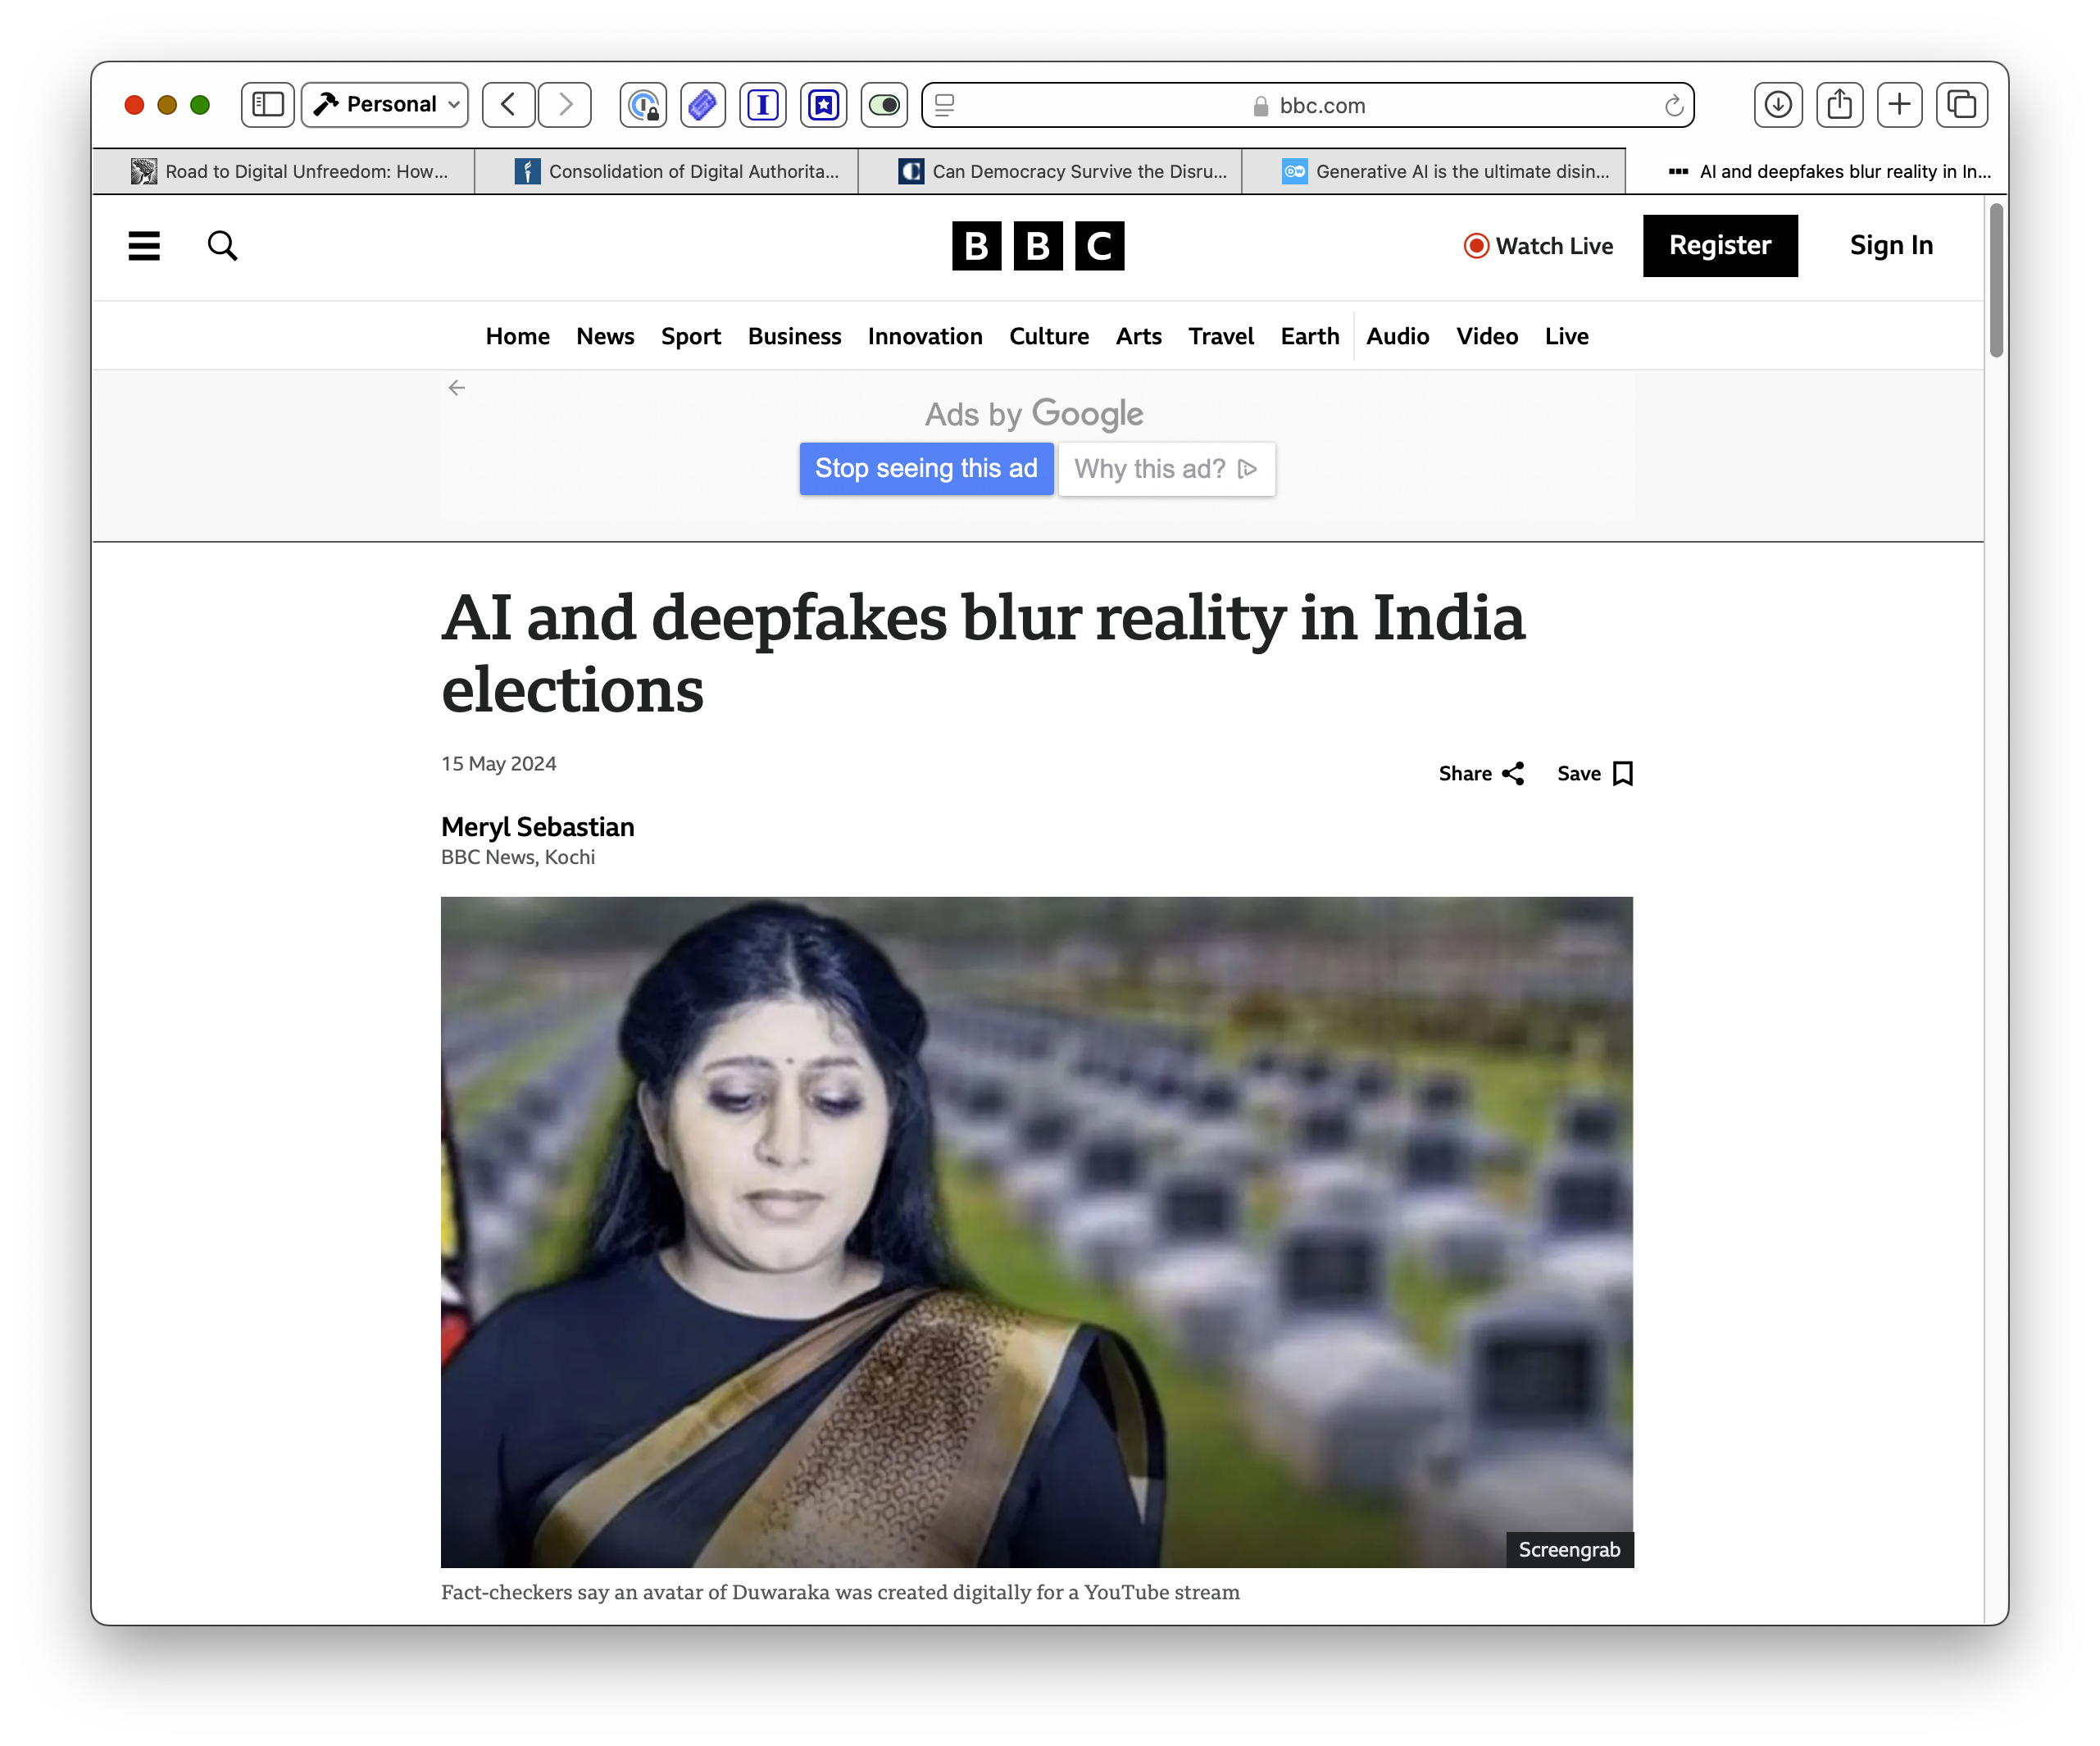 Personal
bbc.com
Road to Digital Unfreedom: How...
Consolidation of Digital Authorita...
Can Democracy Survive the Disru...
Generative AI is the ultimate disin...
AI and deepfakes blur reality in In...
BBC
Watch Live
Register
Sign In
Home News Sport Business Innovation Culture Arts Travel Earth Audio Video Live
Ads by Google
Stop seeing this ad
Why this ad?
AI and deepfakes blur reality in India
elections
15 May 2024
Share
Save
Meryl Sebastian
BBC News, Kochi
Screengrab
Fact-checkers say an avatar of Duwaraka was created digitally for a YouTube stream